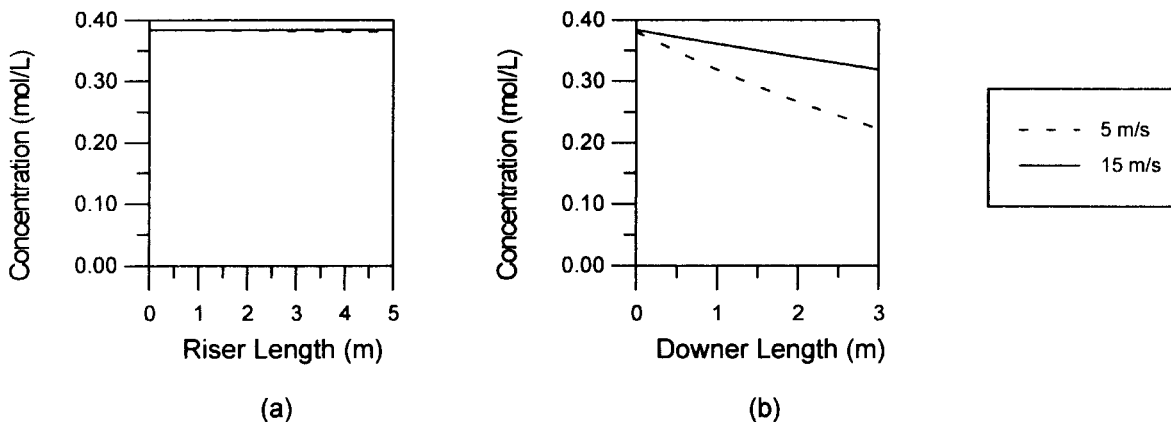 0.40
0.30
0.20
0.10
0.00
Concentration (mol/L)
0 1 2 3 4 5
Riser Length (m)
(a)
0.40
0.30
0.20
0.10
0.00
Concentration (mol/L)
0 1 2 3
Downer Length (m)
(b)
5 m/s
15 m/s